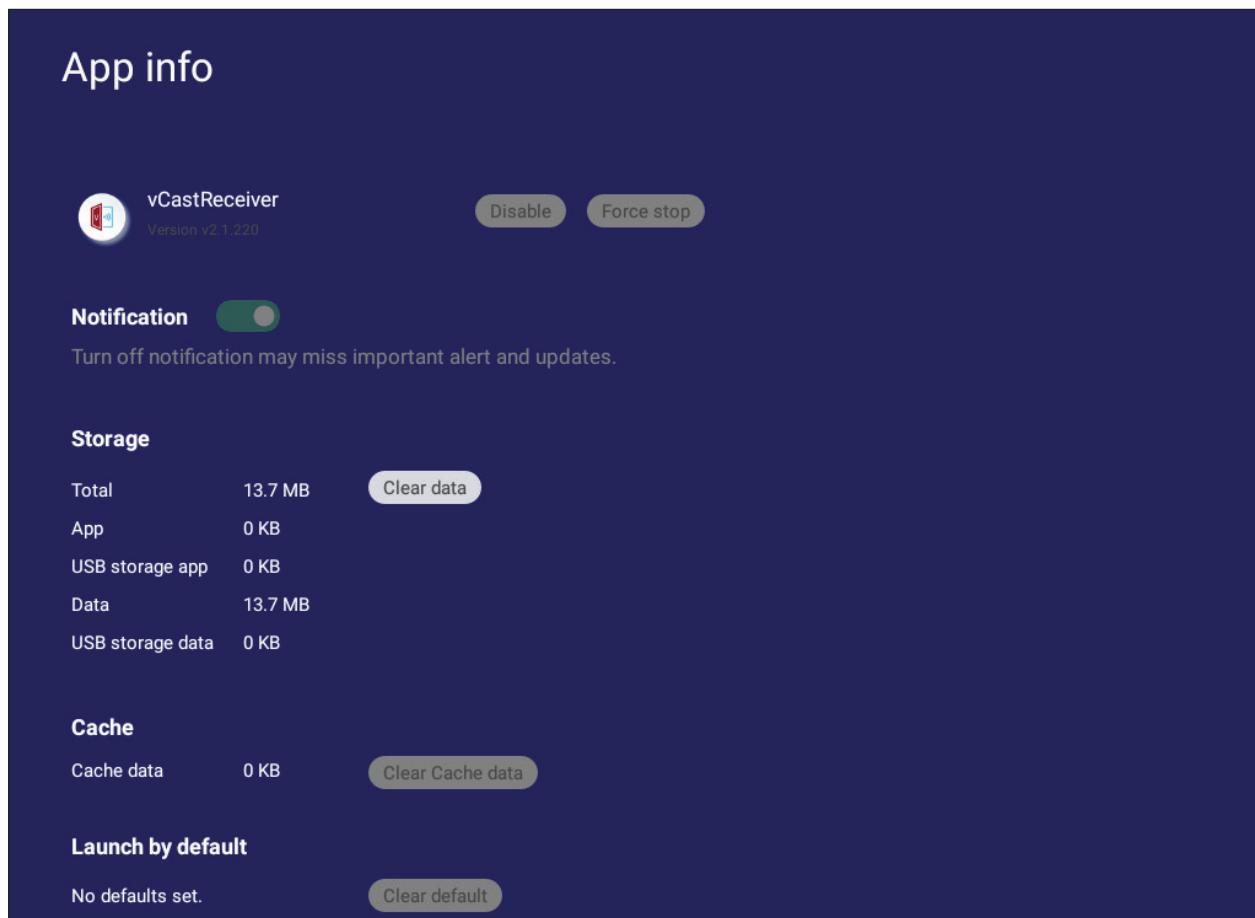 App info
vCastReceiver
Version v2.1.220
Disable
Force stop
Notification
Turn off notification may miss important alert and updates.
Storage
Total 13.7 MB Clear data
App 0 KB
USB storage app 0 KB
Data 13.7 MB
USB storage data 0 KB
Cache
Cache data 0 KB Clear Cache data
Launch by default
No defaults set. Clear default